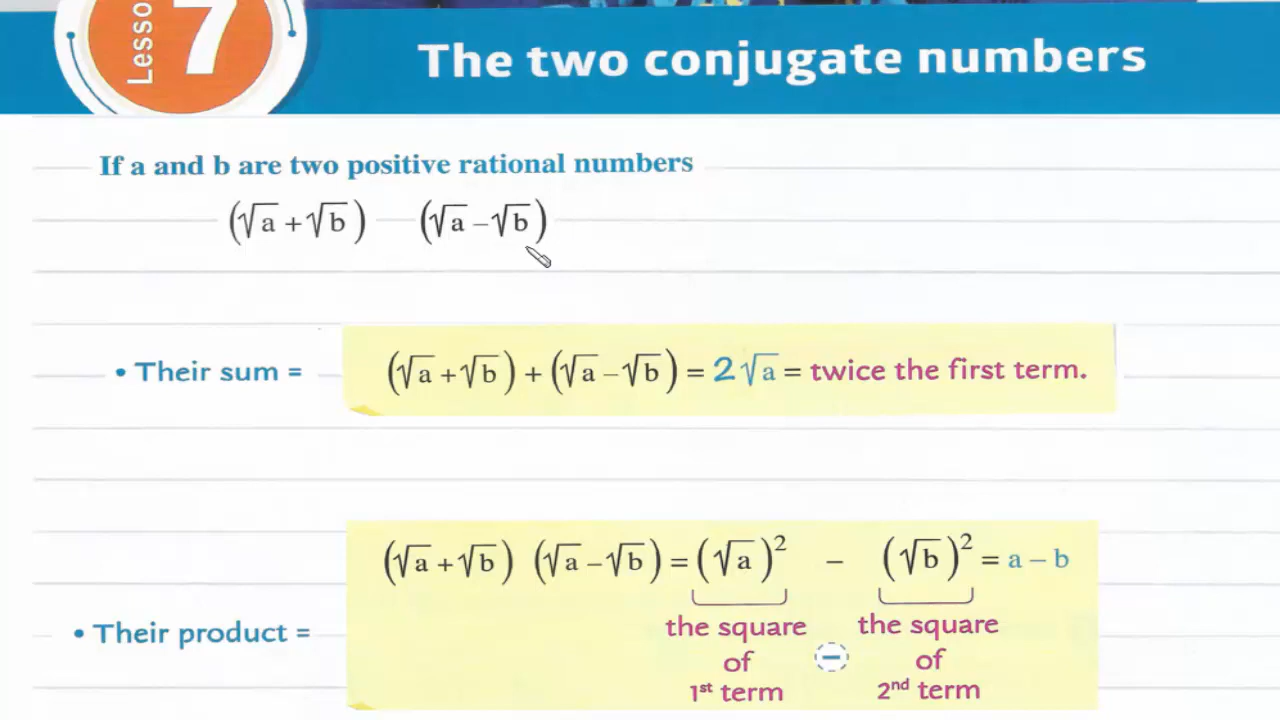 Lesso
7
The two conjugate numbers
If a and b are two positive rational numbers
(√a + √b) (√a – √b)
• Their sum = (√a + √b) + (√a – √b) = 2√a = twice the first term.
• Their product = (√a + √b) (√a – √b) = (√a)² – (√b)² = a – b
the square of 1st term – the square of 2nd term